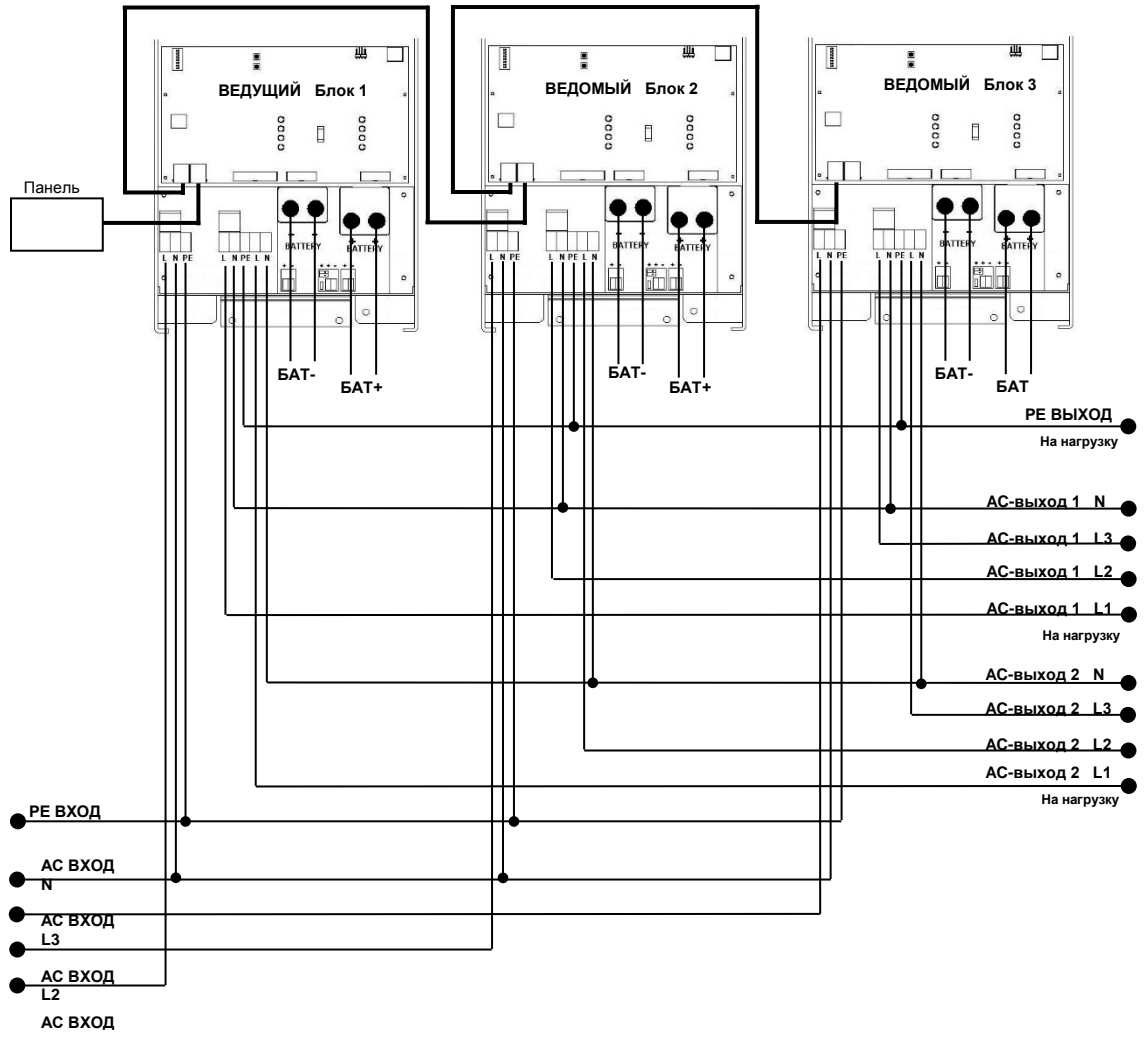 ВЕДУЩИЙ Блок 1
ВЕДОМЫЙ Блок 2
ВЕДОМЫЙ Блок 3
Панель
BATTERY BATTERY
BATTERY BATTERY
BATTERY BATTERY
L N PE L N PE L N
L N PE L N PE L N
L N PE L N PE L N
БАТ- БАТ+
БАТ- БАТ+
БАТ- БАТ
PE ВЫХОД
На нагрузку
АС-выход 1 N
АС-выход 1 L3
АС-выход 1 L2
АС-выход 1 L1
На нагрузку
АС-выход 2 N
АС-выход 2 L3
АС-выход 2 L2
АС-выход 2 L1
На нагрузку
PE ВХОД
АС ВХОД
N
АС ВХОД
L3
АС ВХОД
L2
АС ВХОД